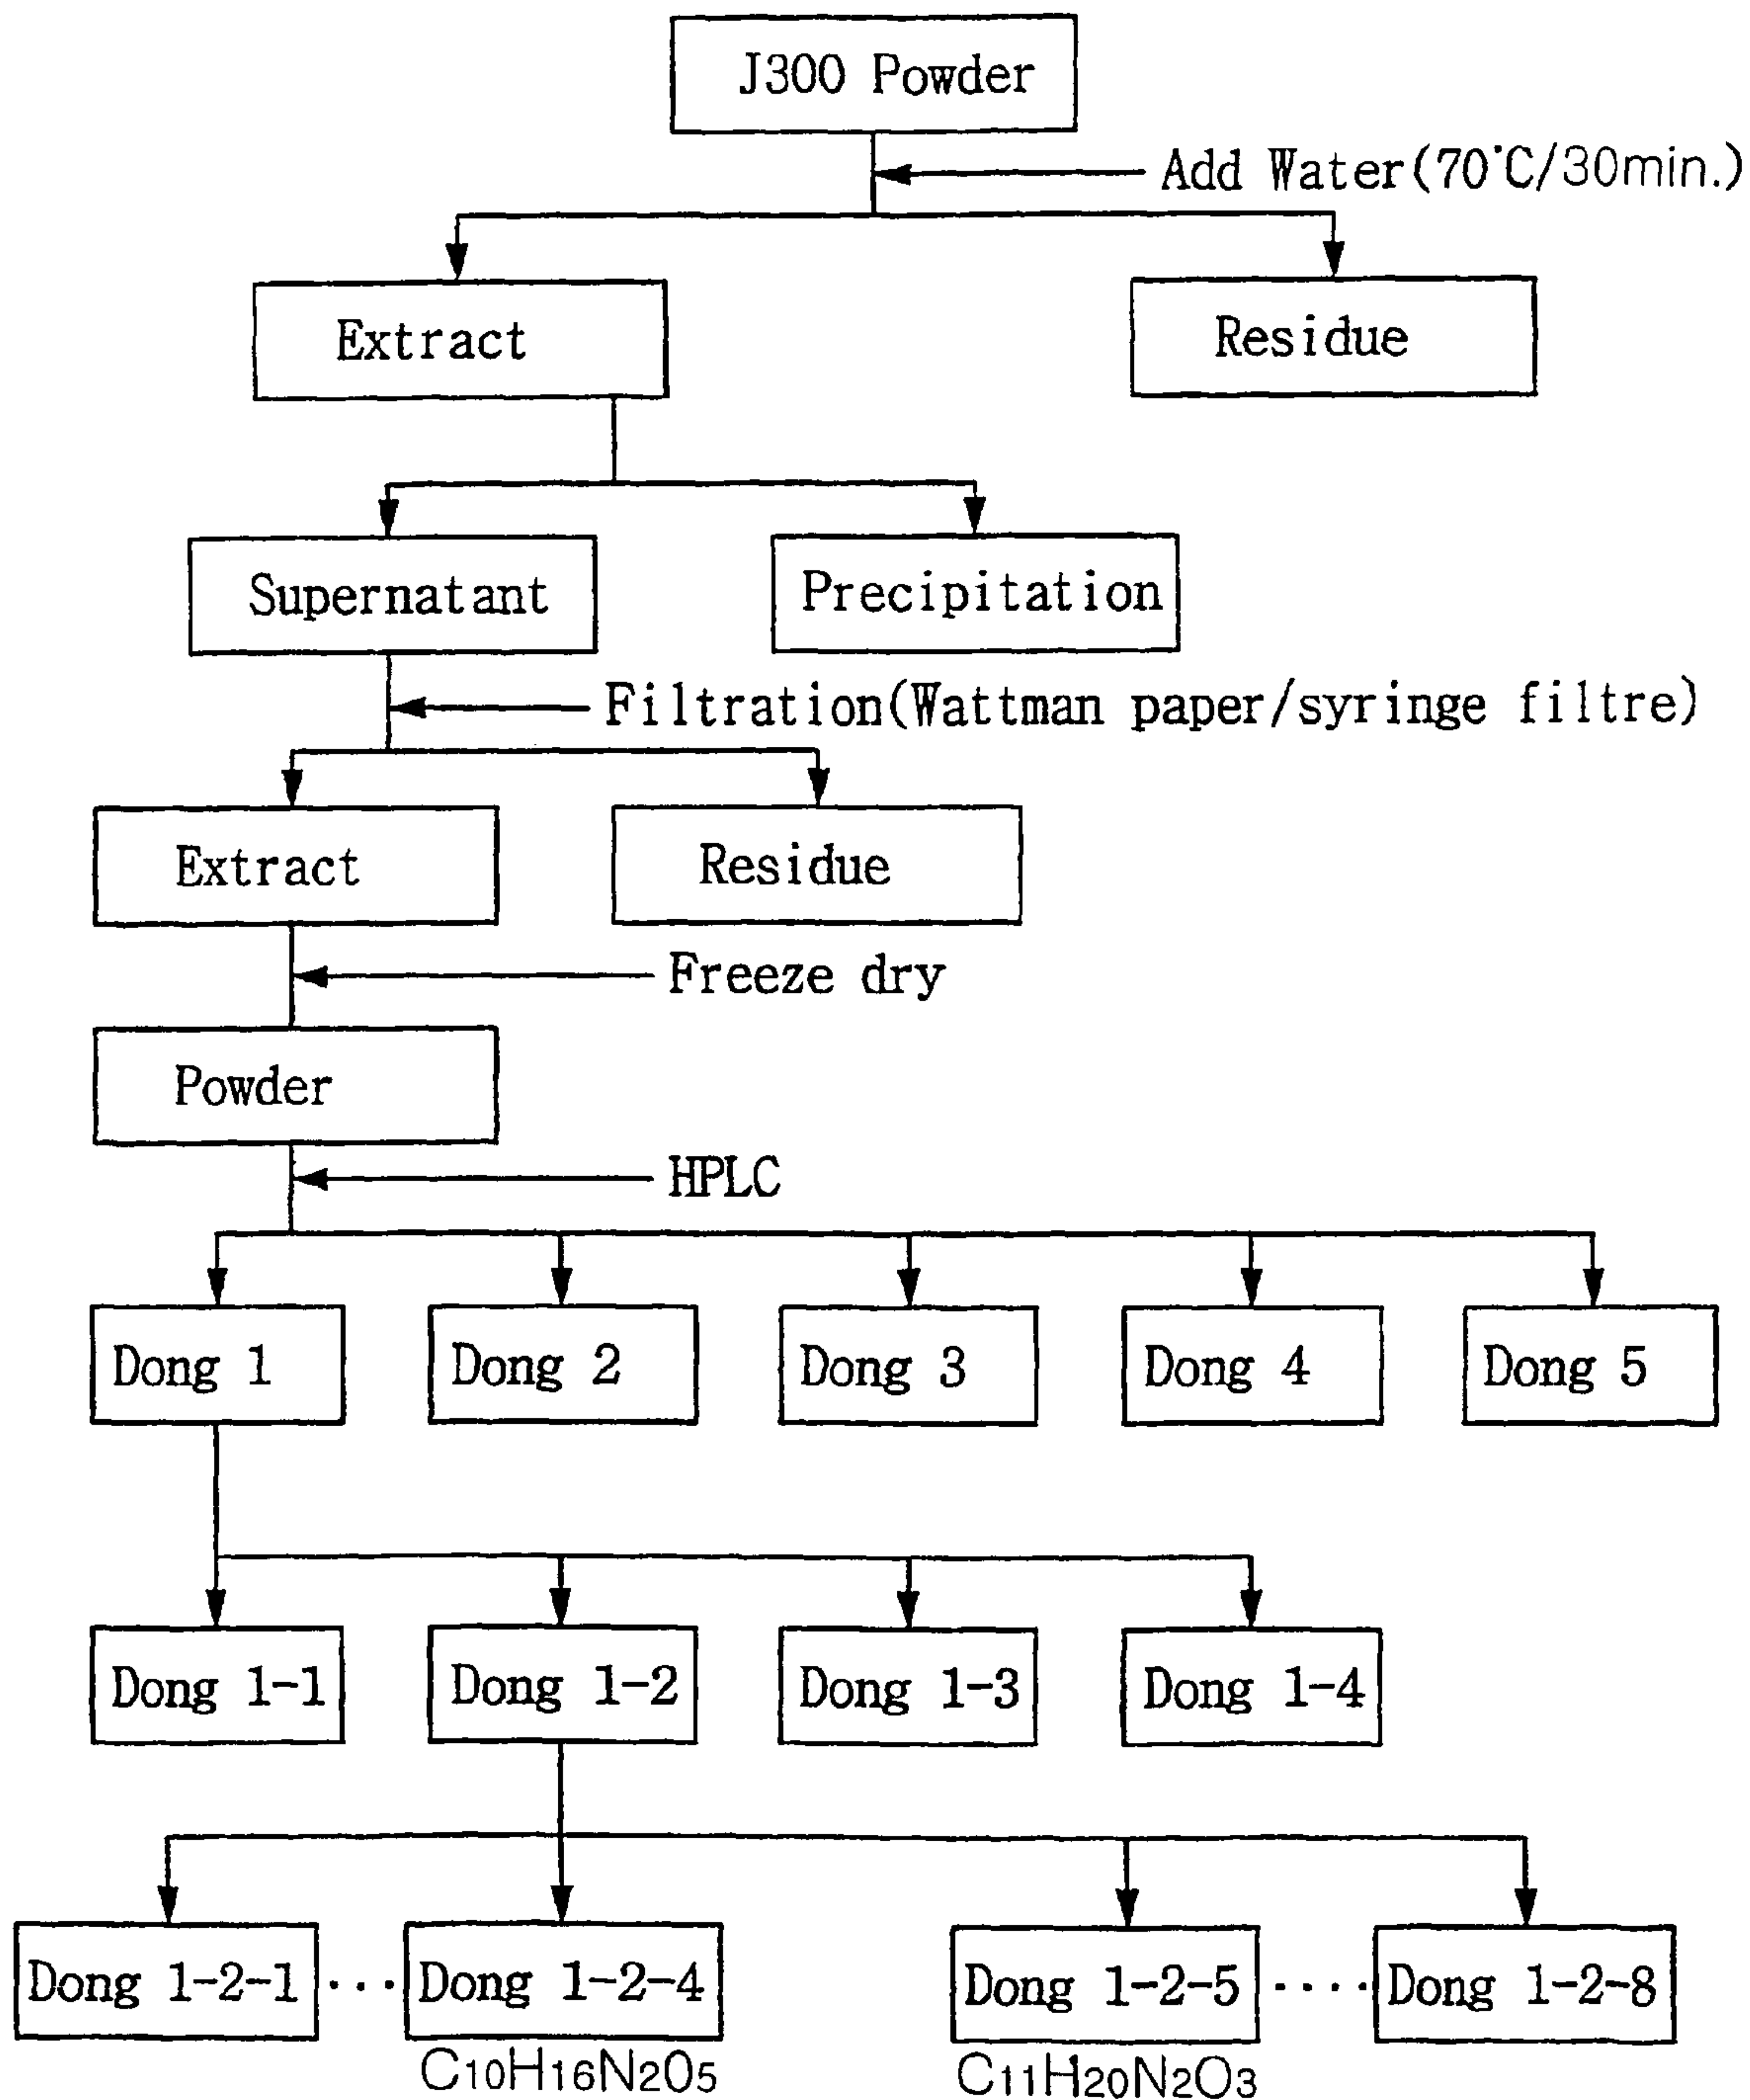 J300 Powder
Add Water(70°C/30min.)
Extract
Residue
Supernatant
Precipitation
Filtration(Wattman paper/syringe filtre)
Extract
Residue
Freeze dry
Powder
HPLC
Dong 1
Dong 2
Dong 3
Dong 4
Dong 5
Dong 1-1
Dong 1-2
Dong 1-3
Dong 1-4
Dong 1-2-1 ··· Dong 1-2-4
Dong 1-2-5 ···· Dong 1-2-8
C10H16N2O5
C11H20N2O3